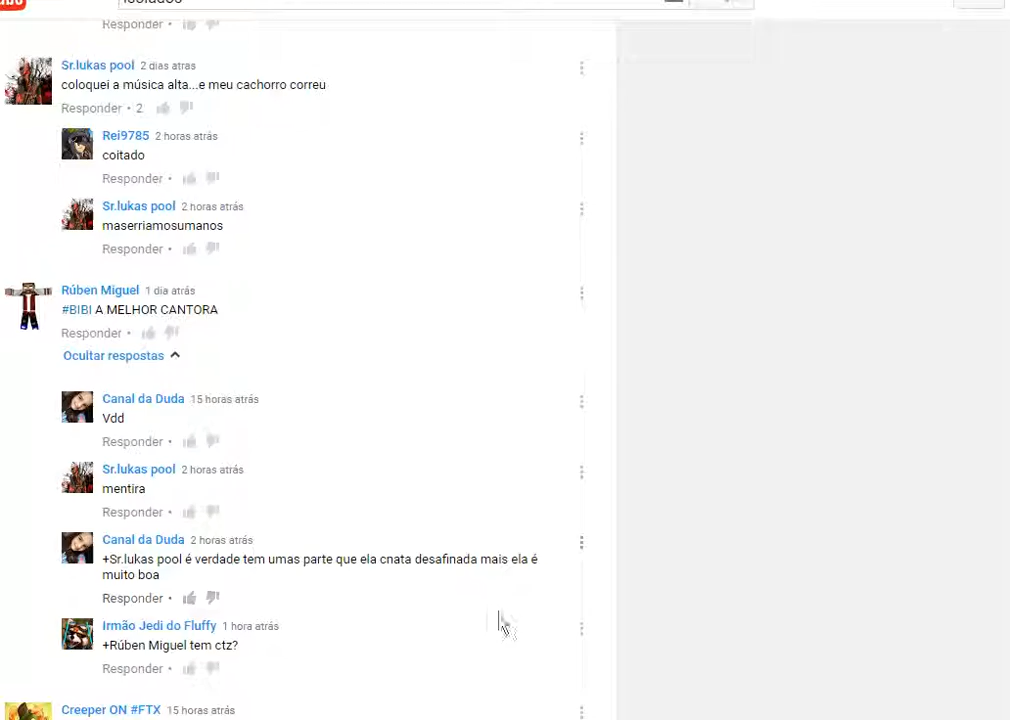 Responder •
Sr.lukas pool 2 dias atras
coloquei a música alta...e meu cachorro correu
Responder • 2
Rei9785 2 horas atrás
coitado
Responder •
Sr.lukas pool 2 horas atrás
maserriamosumanos
Responder •
Rúben Miguel 1 dia atrás
#BIBI A MELHOR CANTORA
Responder •
Ocultar respostas
Canal da Duda 15 horas atrás
Vdd
Responder •
Sr.lukas pool 2 horas atrás
mentira
Responder •
Canal da Duda 2 horas atrás
+Sr.lukas pool é verdade tem umas parte que ela cnata desafinada mais ela é
muito boa
Responder •
Irmão Jedi do Fluffy 1 hora atrás
+Rúben Miguel tem ctz?
Responder •
Creeper ON #FTX 15 horas atrás